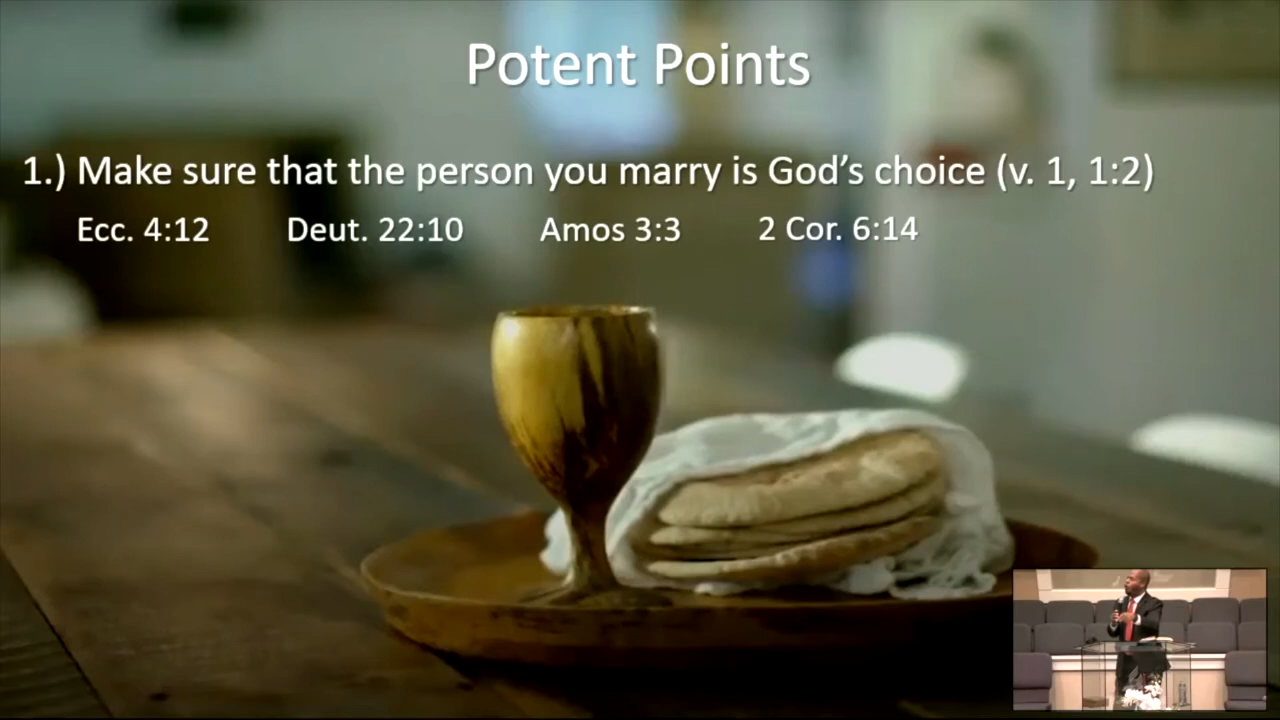 Potent Points
1.) Make sure that the person you marry is God’s choice (v. 1, 1:2)
Ecc. 4:12 Deut. 22:10 Amos 3:3 2 Cor. 6:14